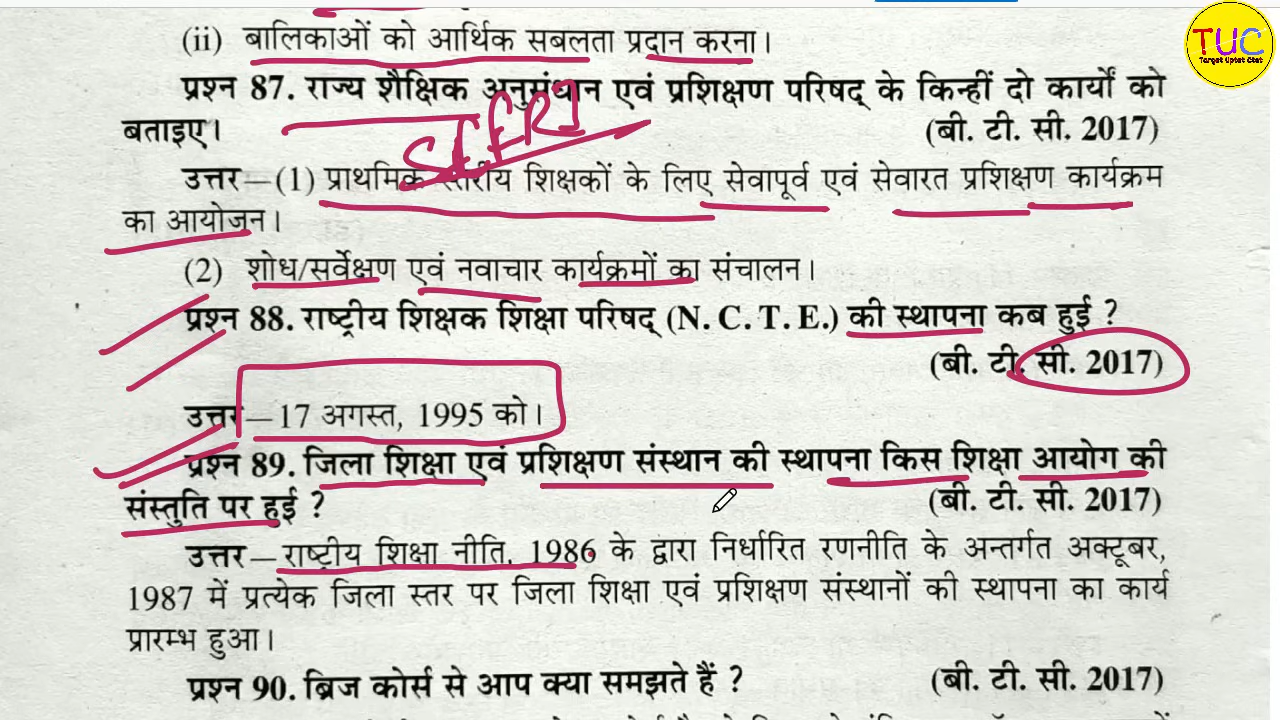 TUC
Target Uptet Ctet
(ii) बालिकाओं को आर्थिक सबलता प्रदान करना।
प्रश्न 87. राज्य शैक्षिक अनुसंधान एवं प्रशिक्षण परिषद् के किन्हीं दो कार्यों को
बताइए। (बी. टी. सी. 2017)
SCERT
उत्तर—(1) प्राथमिक स्तरीय शिक्षकों के लिए सेवापूर्व एवं सेवारत प्रशिक्षण कार्यक्रम
का आयोजन।
(2) शोध/सर्वेक्षण एवं नवाचार कार्यक्रमों का संचालन।
प्रश्न 88. राष्ट्रीय शिक्षक शिक्षा परिषद् (N. C. T. E.) की स्थापना कब हुई ?
(बी. टी. सी. 2017)
उत्तर—17 अगस्त, 1995 को।
प्रश्न 89. जिला शिक्षा एवं प्रशिक्षण संस्थान की स्थापना किस शिक्षा आयोग की
संस्तुति पर हुई ? (बी. टी. सी. 2017)
उत्तर—राष्ट्रीय शिक्षा नीति, 1986 के द्वारा निर्धारित रणनीति के अन्तर्गत अक्टूबर,
1987 में प्रत्येक जिला स्तर पर जिला शिक्षा एवं प्रशिक्षण संस्थानों की स्थापना का कार्य
प्रारम्भ हुआ।
प्रश्न 90. ब्रिज कोर्स से आप क्या समझते हैं ? (बी. टी. सी. 2017)